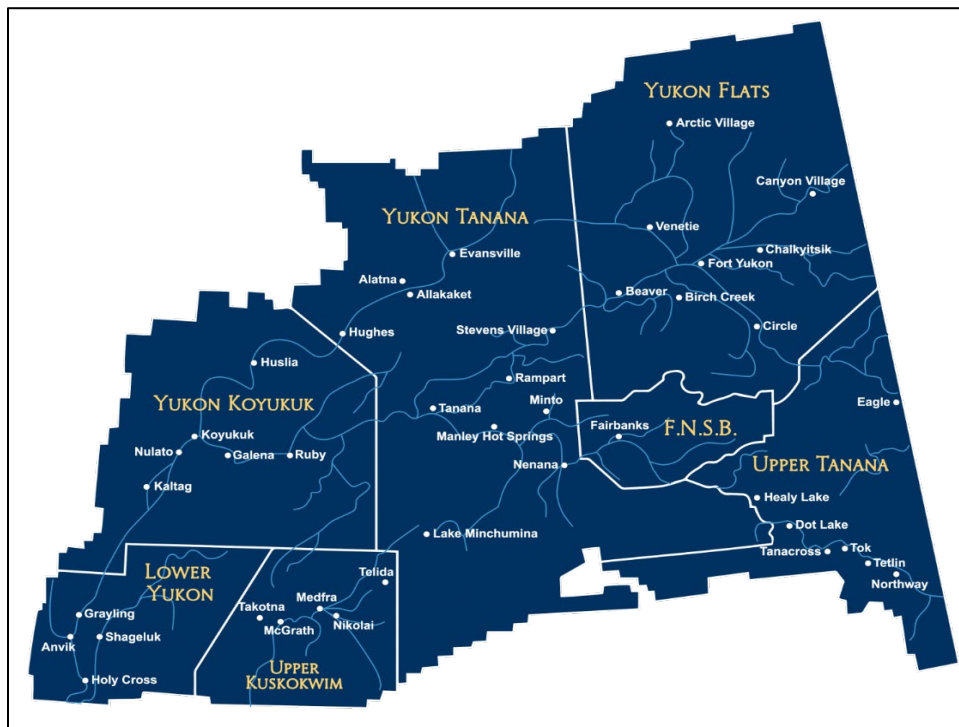 Yukon Flats
Arctic Village
Canyon Village
Yukon Tanana
Venetie
Chalkyitsik
Evansville
Fort Yukon
Alatna
Allakaket
Beaver
Birch Creek
Hughes
Stevens Village
Circle
Huslia
Rampart
Yukon Koyukuk
Tanana
Minto
Eagle
Fairbanks
F.N.S.B.
Koyukuk
Manley Hot Springs
Nulato
Galena
Ruby
Nenana
Upper Tanana
Kaltag
Healy Lake
Lake Minchumina
Dot Lake
Tanacross
Tok
Tetlin
Northway
Lower
Yukon
Telida
Grayling
Takotna
Medfra
McGrath
Nikolai
Anvik
Shageluk
Holy Cross
Upper
Kuskokwim